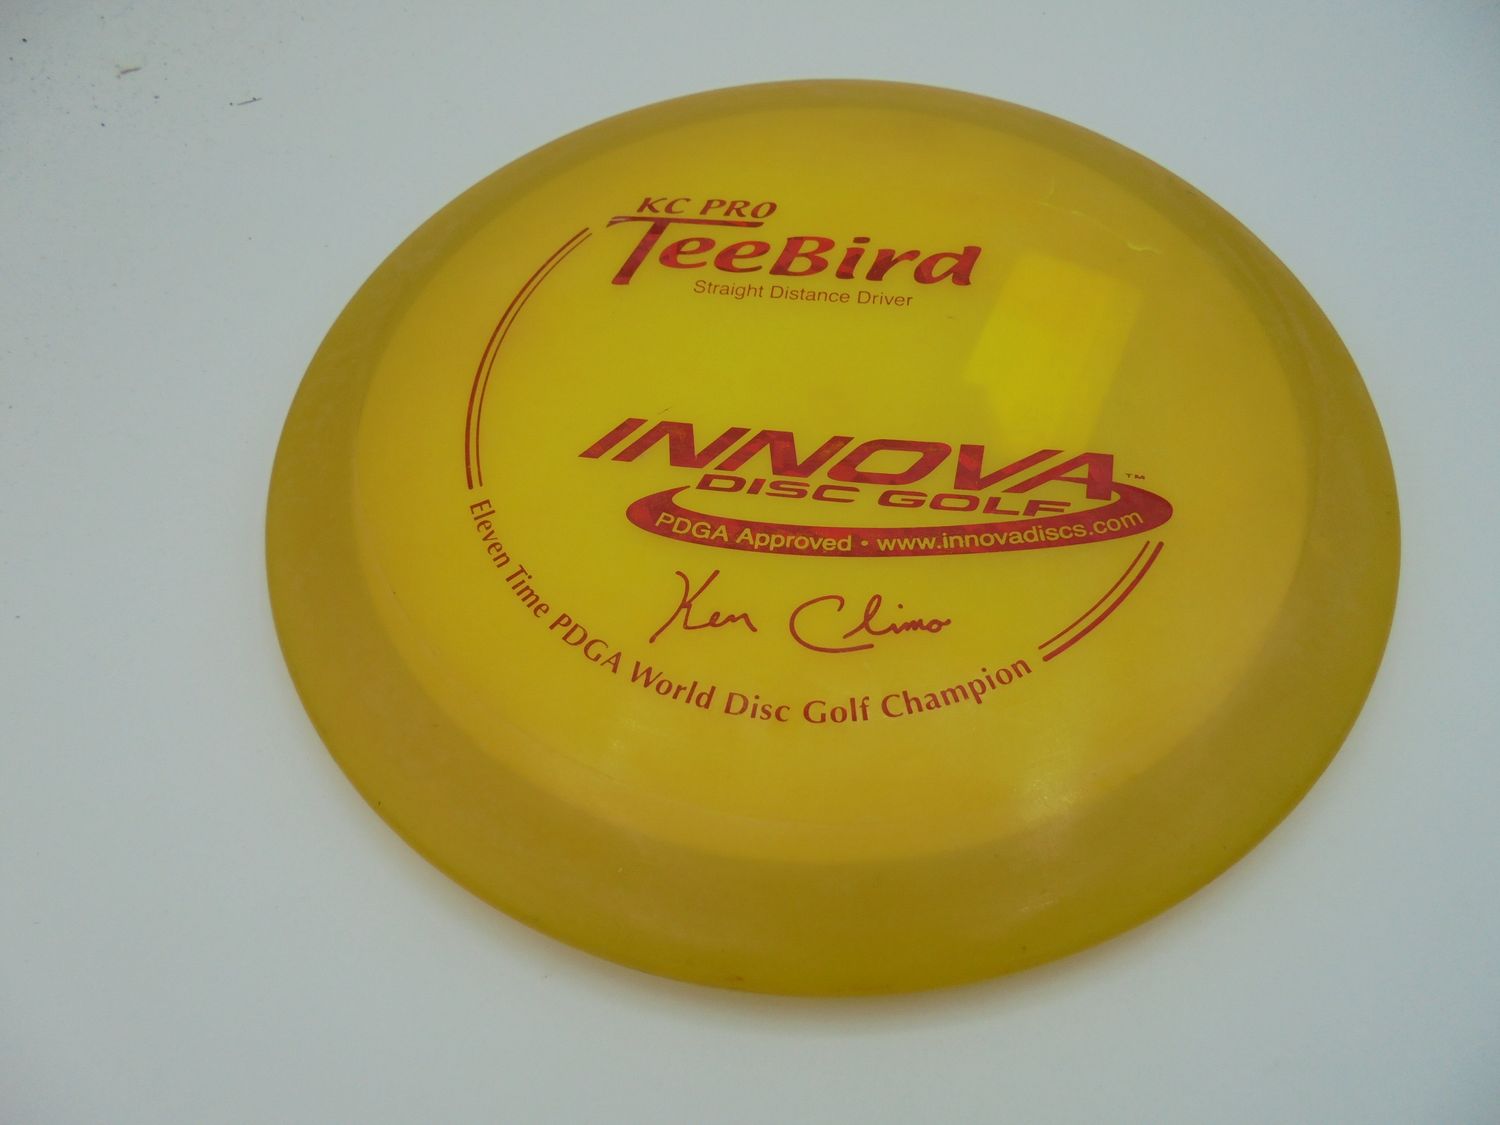 KC PRO
TeeBird
Straight Distance Driver
INNOVA™
DISC GOLF
PDGA Approved • www.innovadiscs.com
Ken Climo
Eleven Time PDGA World Disc Golf Champion